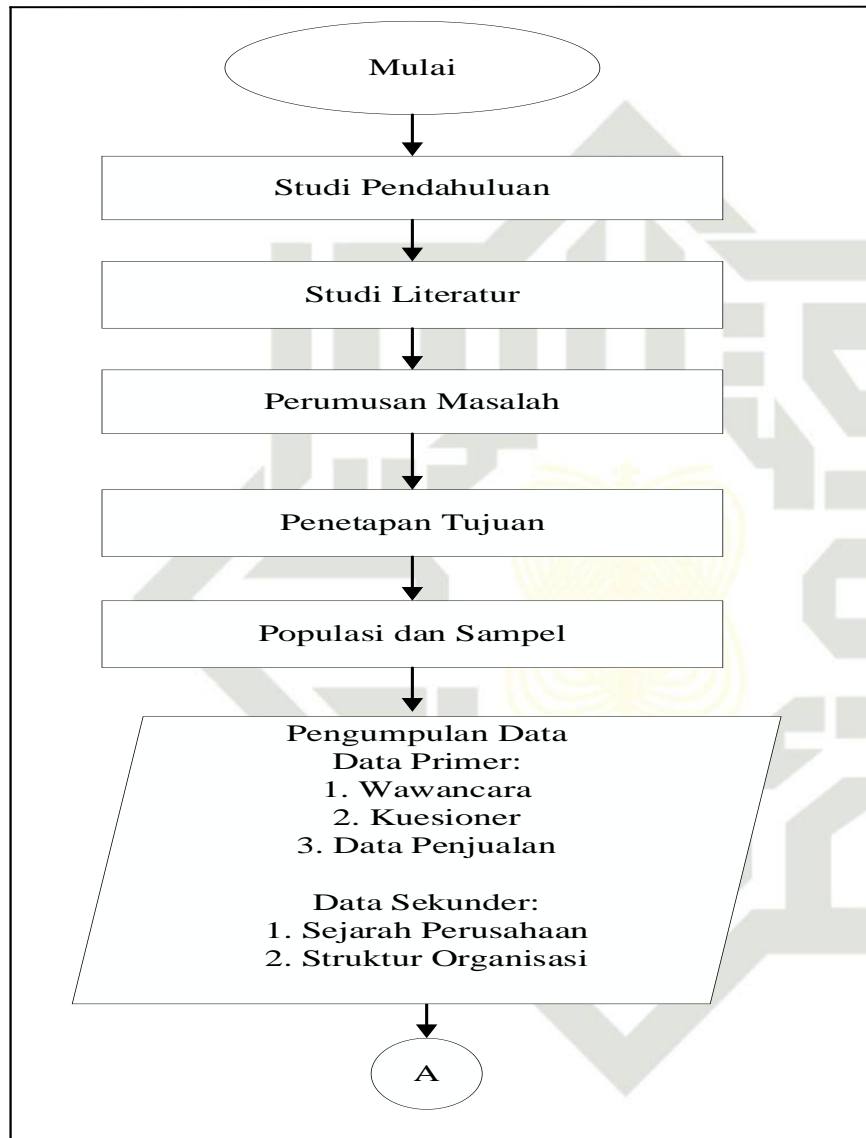 Mulai
Studi Pendahuluan
Studi Literatur
Perumusan Masalah
Penetapan Tujuan
Populasi dan Sampel
Pengumpulan Data
Data Primer:
1. Wawancara
2. Kuesioner
3. Data Penjualan
Data Sekunder:
1. Sejarah Perusahaan
2. Struktur Organisasi
A